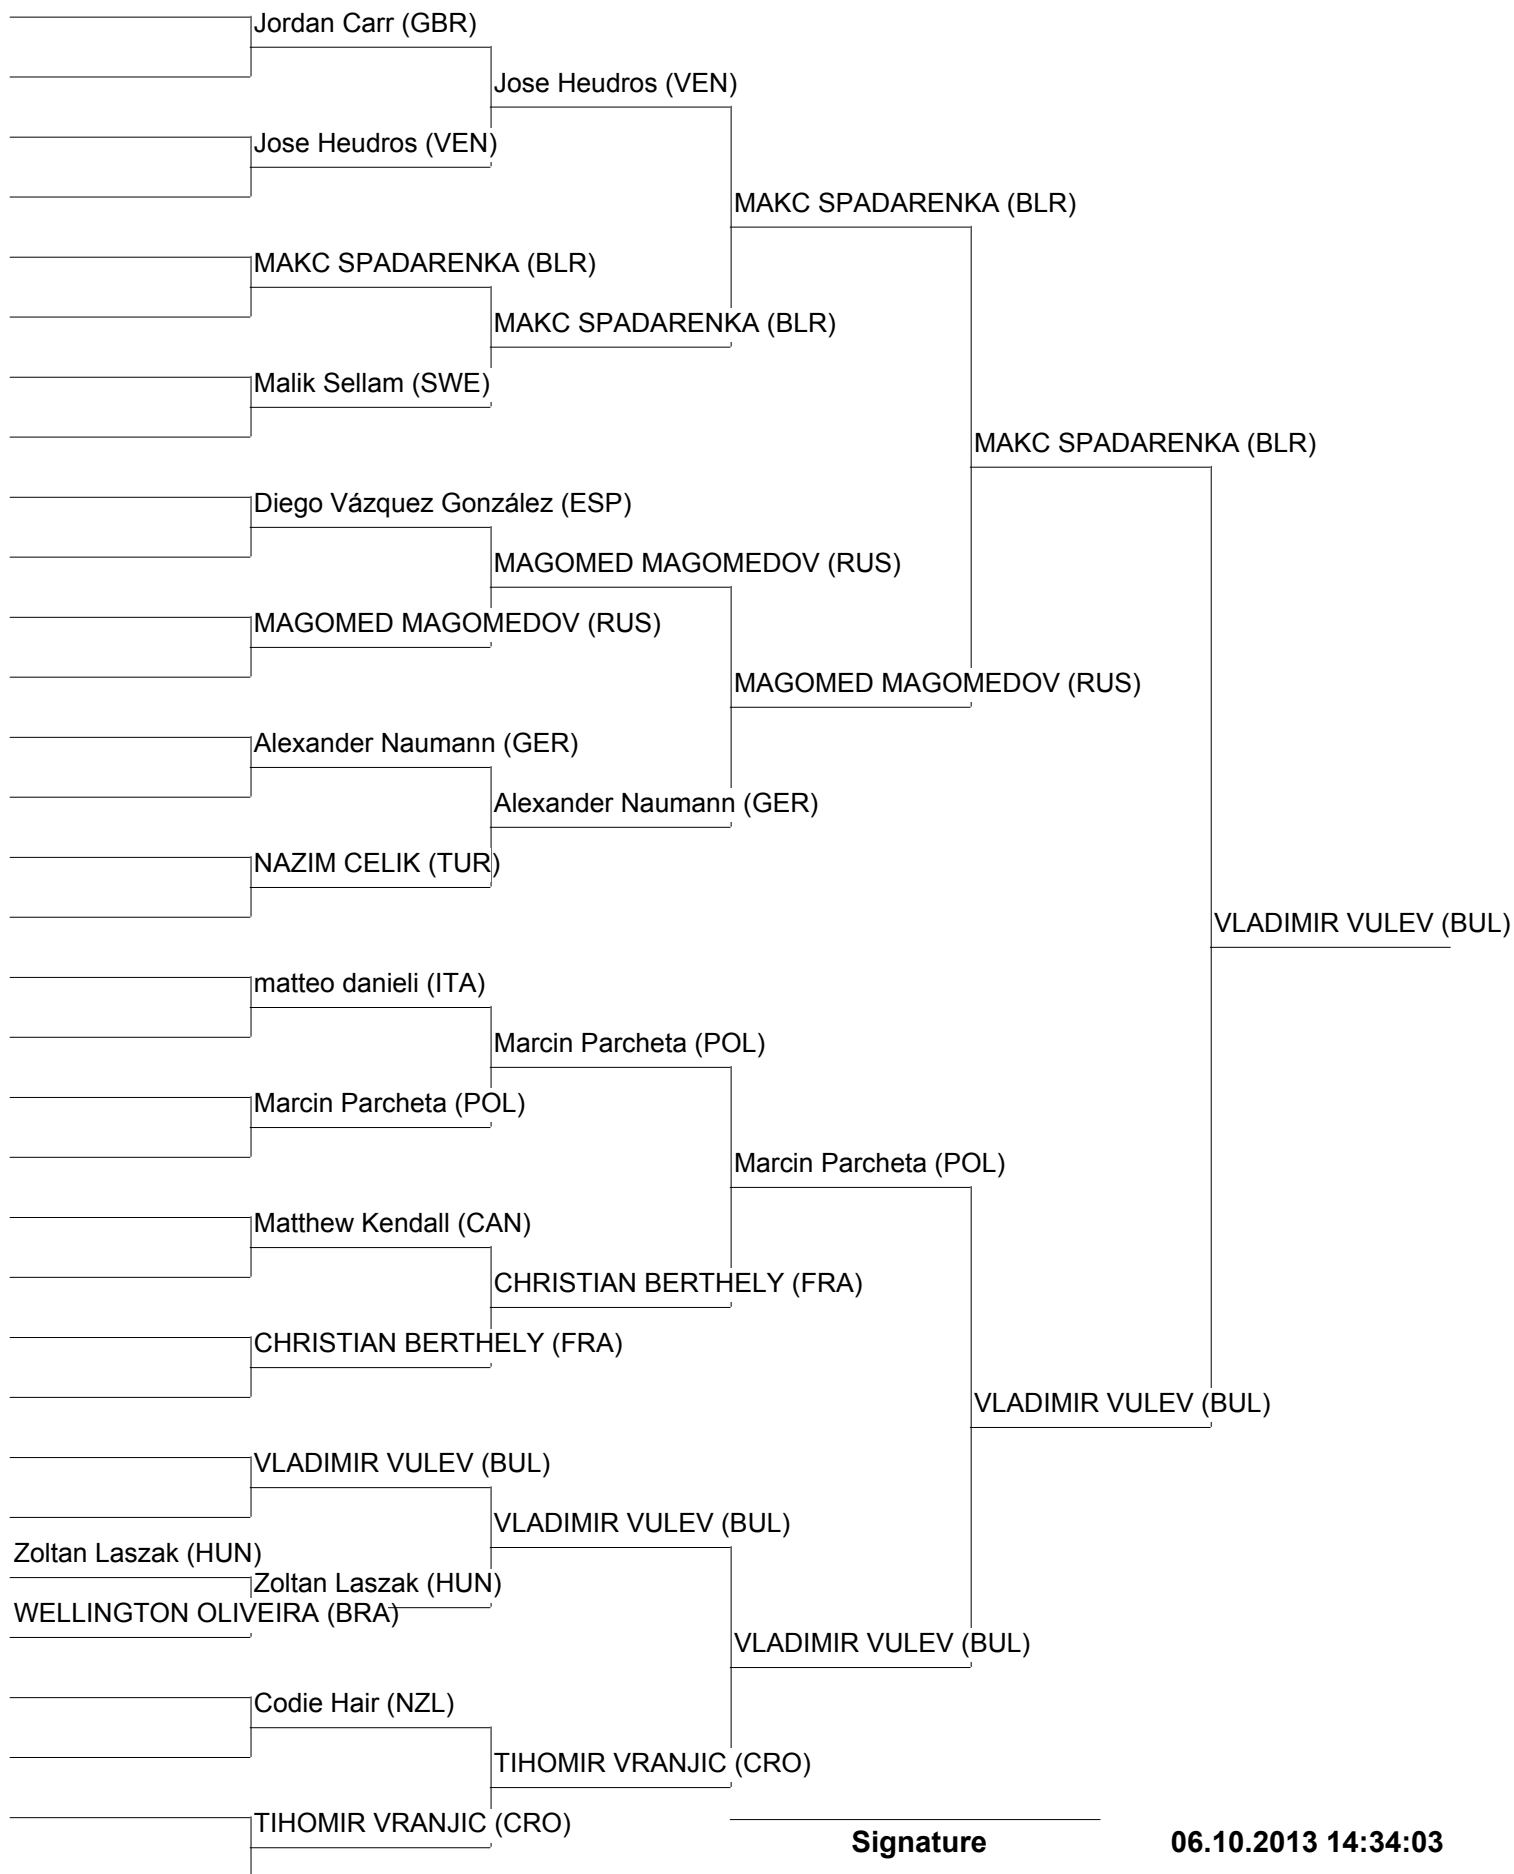 Jordan Carr (GBR)
Jose Heudros (VEN)
Jose Heudros (VEN)
MAKC SPADARENKA (BLR)
MAKC SPADARENKA (BLR)
MAKC SPADARENKA (BLR)
Malik Sellam (SWE)
MAKC SPADARENKA (BLR)
Diego Vázquez González (ESP)
MAGOMED MAGOMEDOV (RUS)
MAGOMED MAGOMEDOV (RUS)
MAGOMED MAGOMEDOV (RUS)
Alexander Naumann (GER)
Alexander Naumann (GER)
NAZIM CELIK (TUR)
VLADIMIR VULEV (BUL)
matteo danieli (ITA)
Marcin Parcheta (POL)
Marcin Parcheta (POL)
Marcin Parcheta (POL)
Matthew Kendall (CAN)
CHRISTIAN BERTHELY (FRA)
CHRISTIAN BERTHELY (FRA)
VLADIMIR VULEV (BUL)
VLADIMIR VULEV (BUL)
VLADIMIR VULEV (BUL)
Zoltan Laszak (HUN)
Zoltan Laszak (HUN)
WELLINGTON OLIVEIRA (BRA)
VLADIMIR VULEV (BUL)
Codie Hair (NZL)
TIHOMIR VRANJIC (CRO)
TIHOMIR VRANJIC (CRO)
Signature 06.10.2013 14:34:03